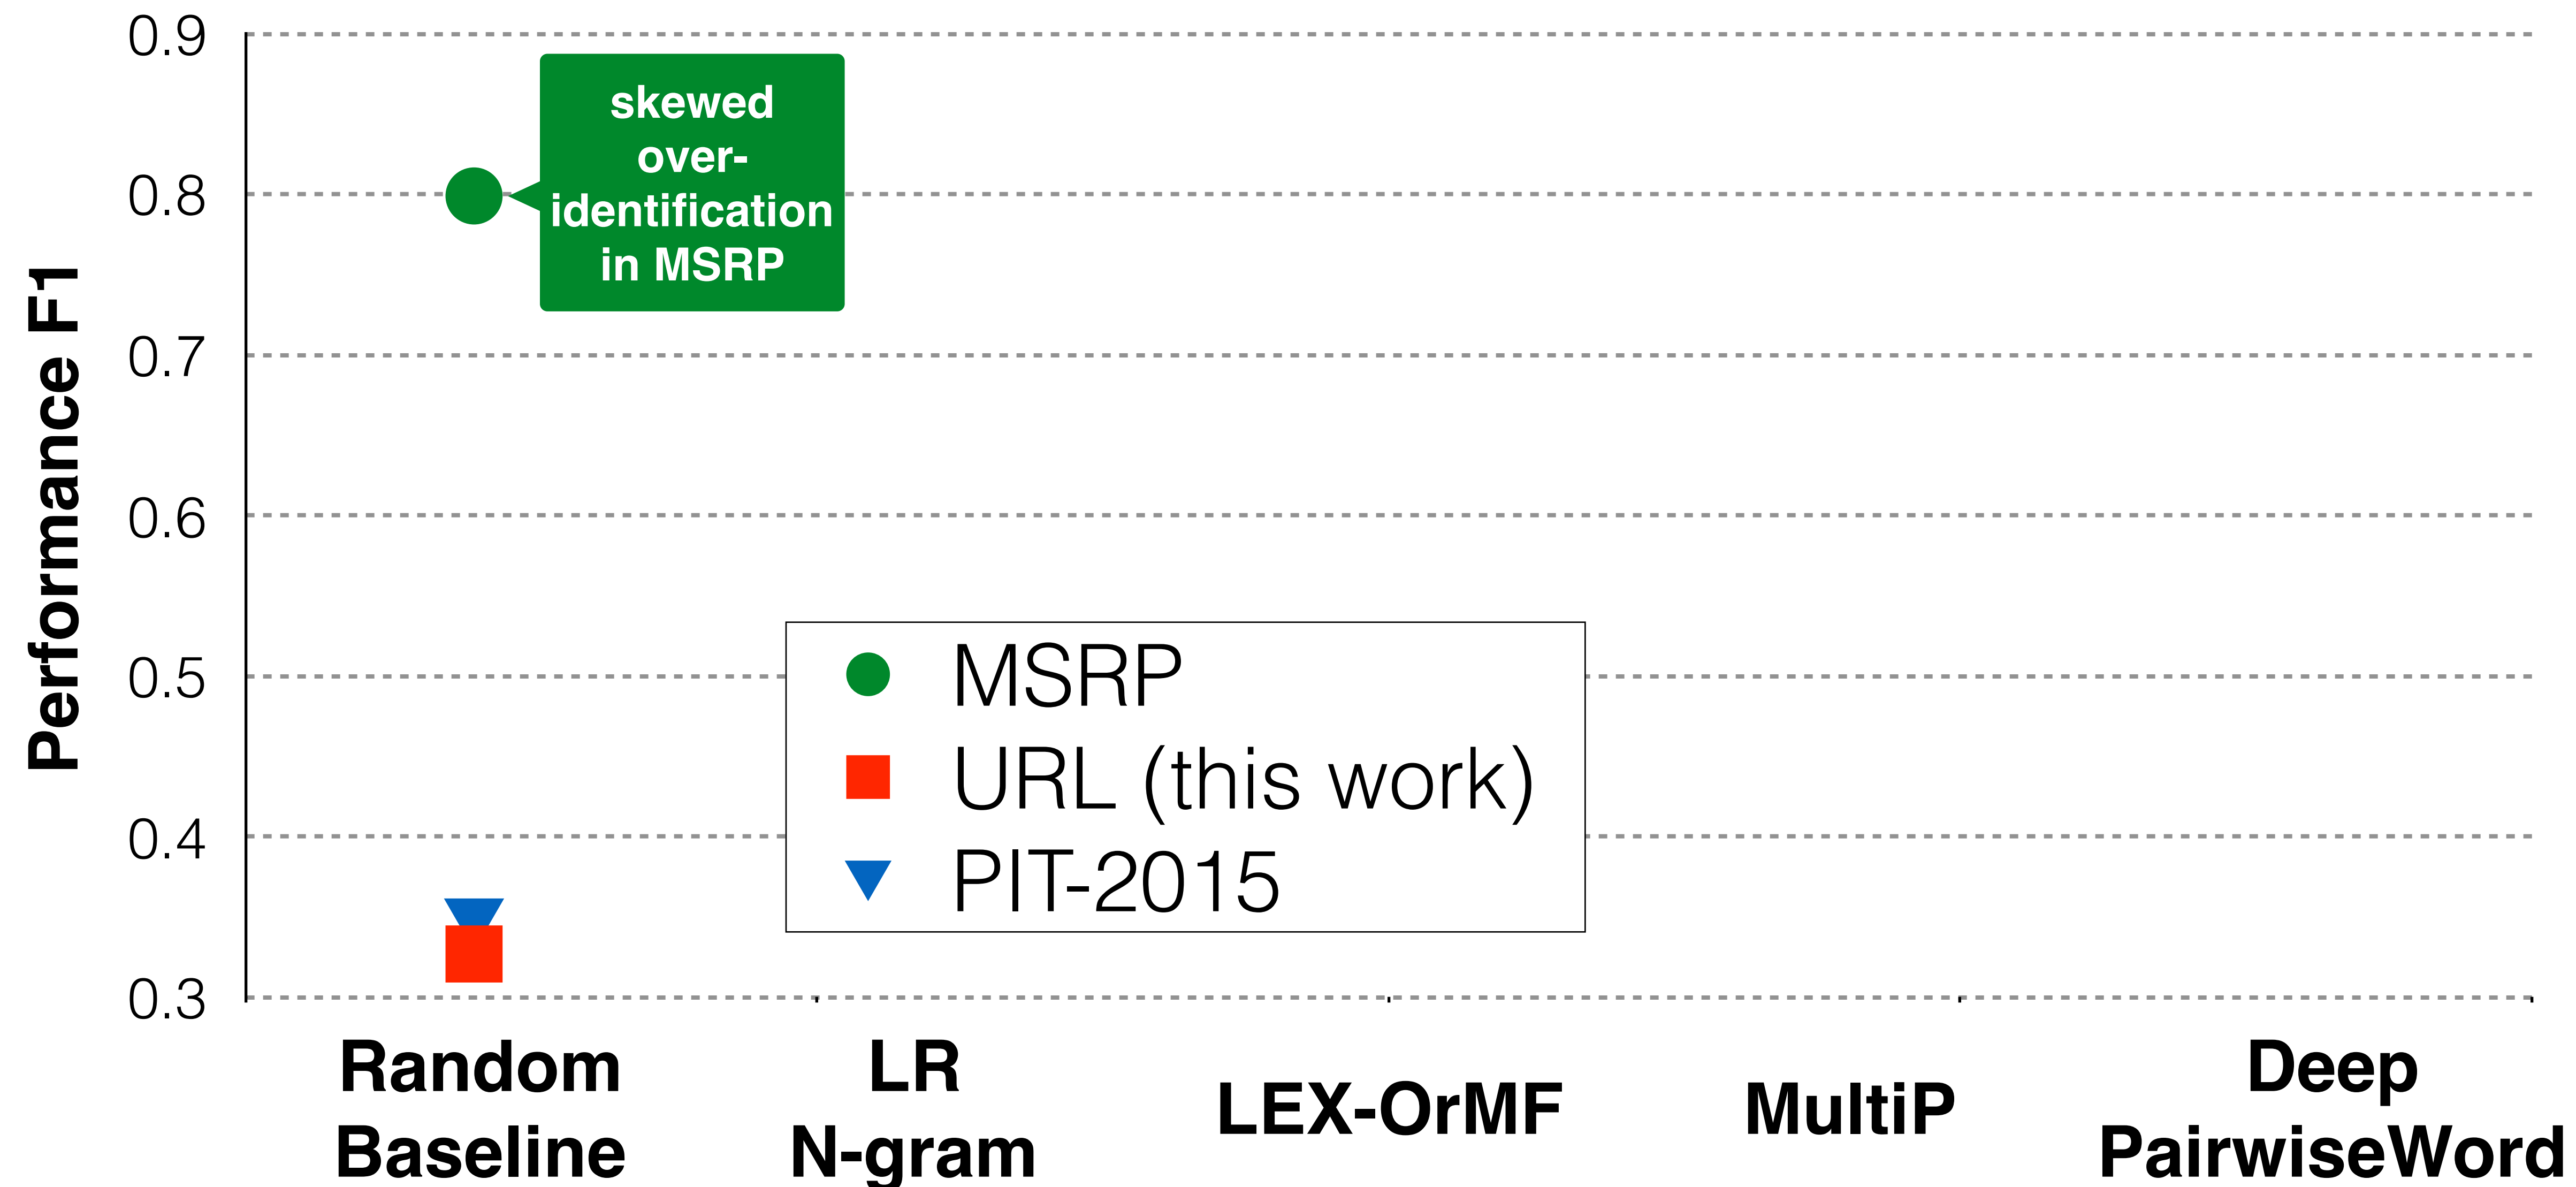 Performance F1
0.9
0.8
0.7
0.6
0.5
0.4
0.3
skewed
over-
identification
in MSRP
MSRP
URL (this work)
PIT-2015
Random
Baseline
LR
N-gram
LEX-OrMF
MultiP
Deep
PairwiseWord